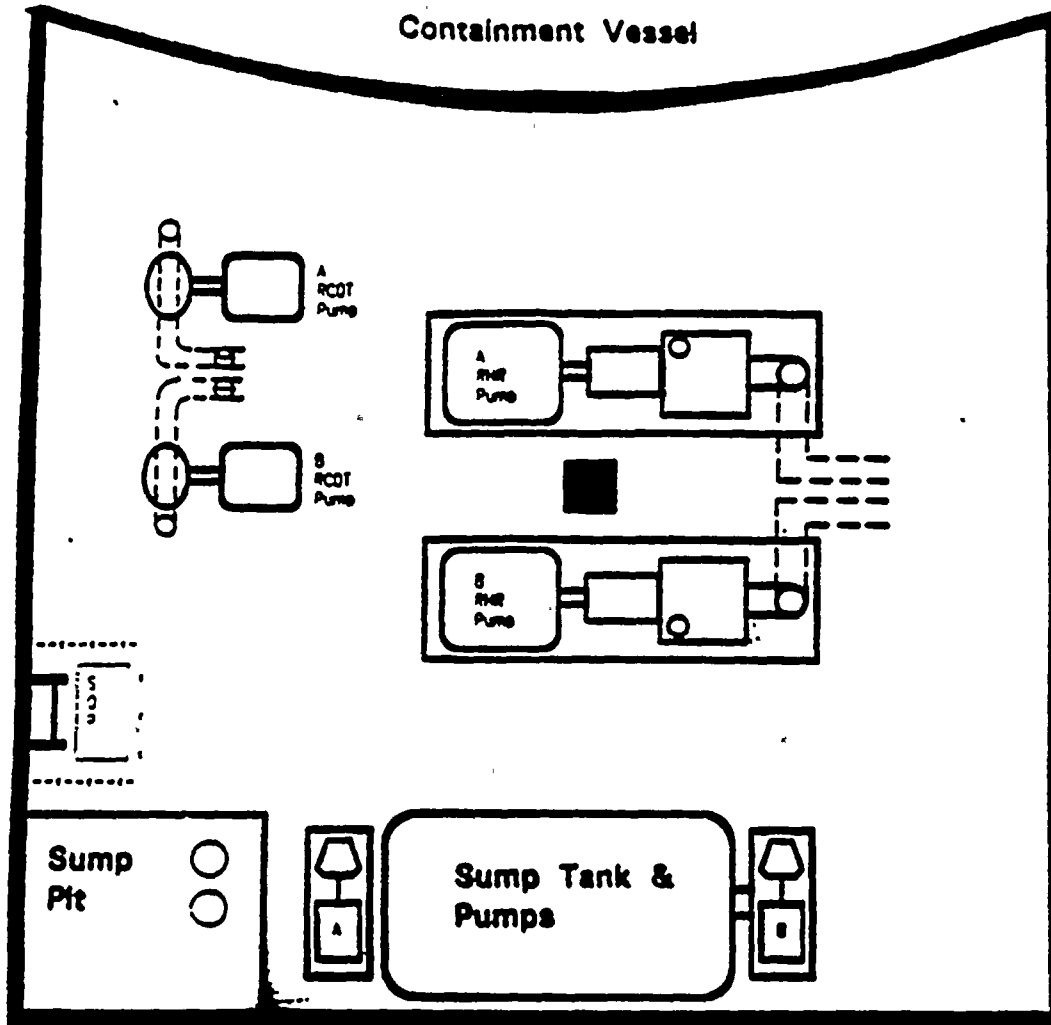 Containment Vessel
A
RCDT
Pump
A
RHR
Pump
B
RCDT
Pump
B
RHR
Pump
Sump
Pit
Sump Tank &
Pumps
A
B